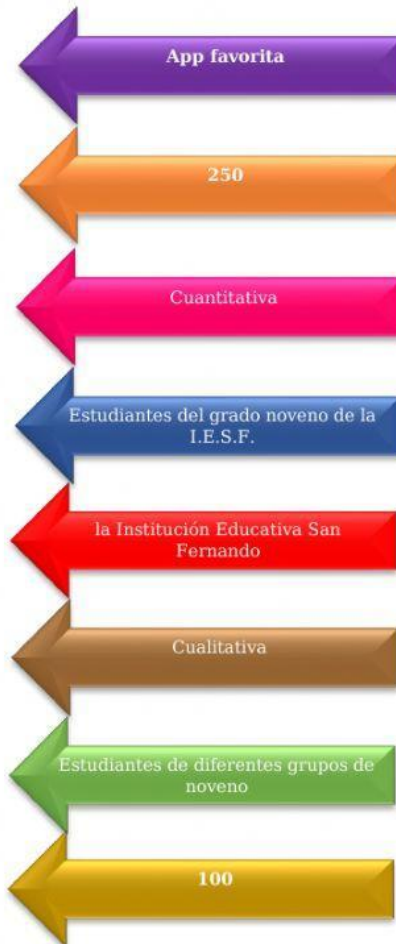 App favorita
250
Cuantitativa
Estudiantes del grado noveno de la
I.E.S.F.
la Institución Educativa San
Fernando
Cualitativa
Estudiantes de diferentes grupos de
noveno
100